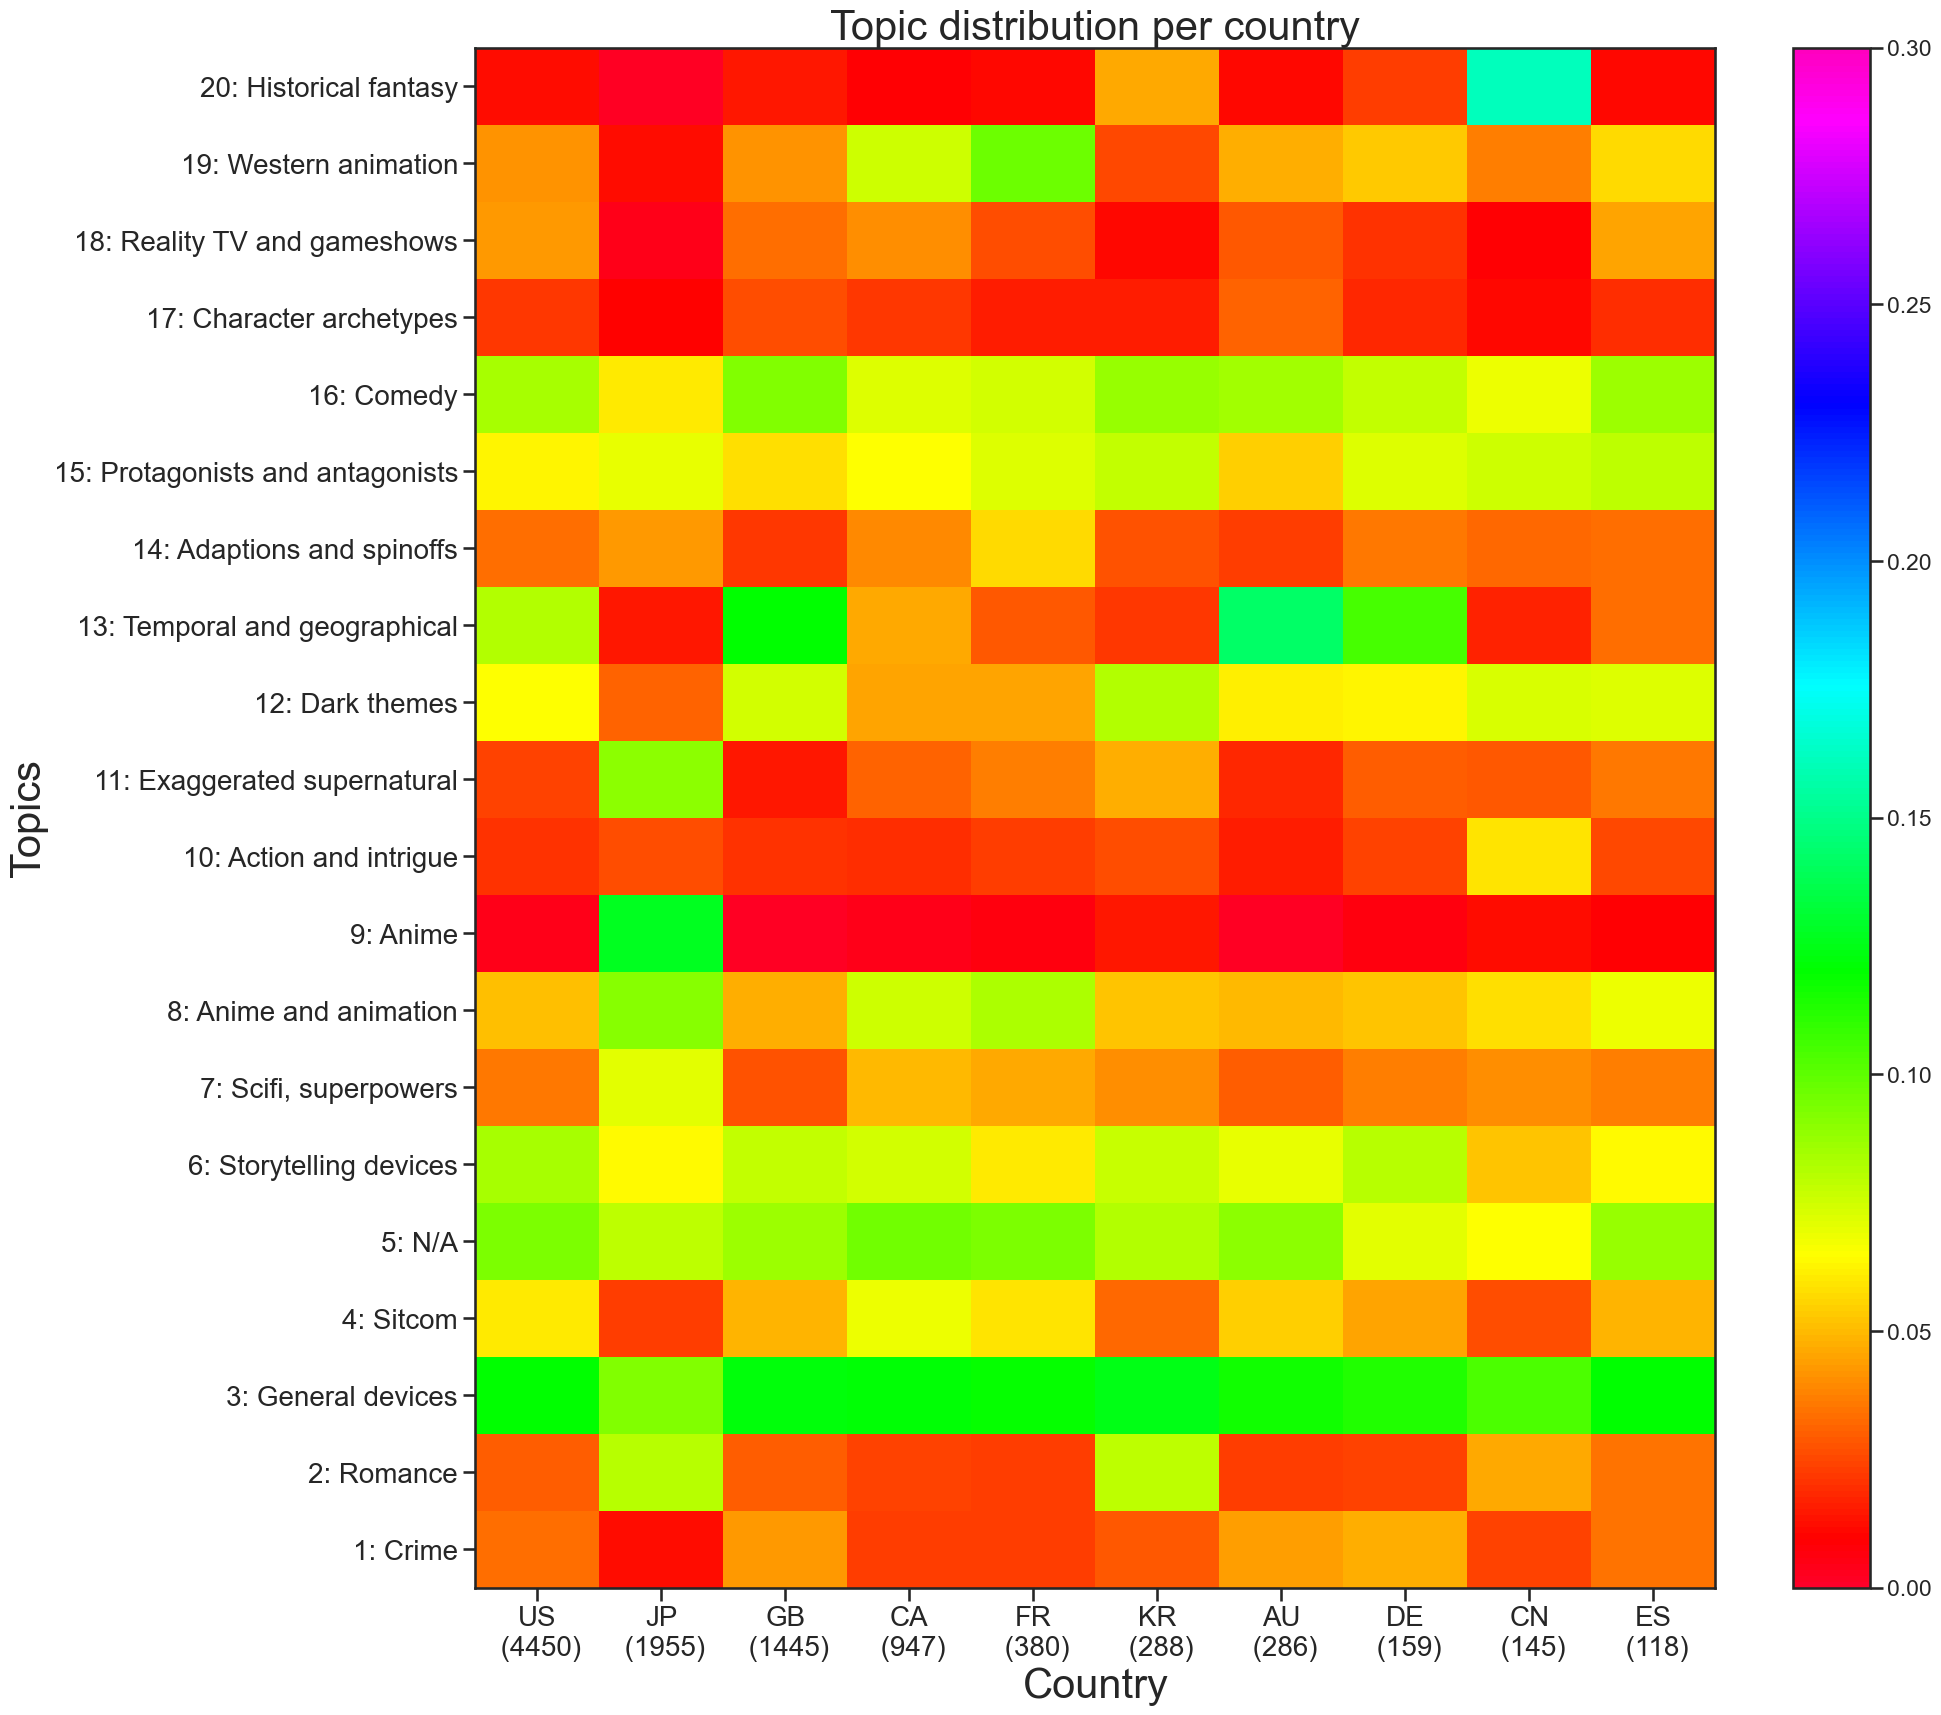 Topic distribution per country
20: Historical fantasy
19: Western animation
18: Reality TV and gameshows
17: Character archetypes
16: Comedy
15: Protagonists and antagonists
14: Adaptions and spinoffs
13: Temporal and geographical
12: Dark themes
11: Exaggerated supernatural
10: Action and intrigue
9: Anime
8: Anime and animation
7: Scifi, superpowers
6: Storytelling devices
5: N/A
4: Sitcom
3: General devices
2: Romance
1: Crime
Topics
US JP GB CA FR KR AU DE CN ES
(4450) (1955) (1445) (947) (380) (288) (286) (159) (145) (118)
Country
0.30
0.25
0.20
0.15
0.10
0.05
0.00